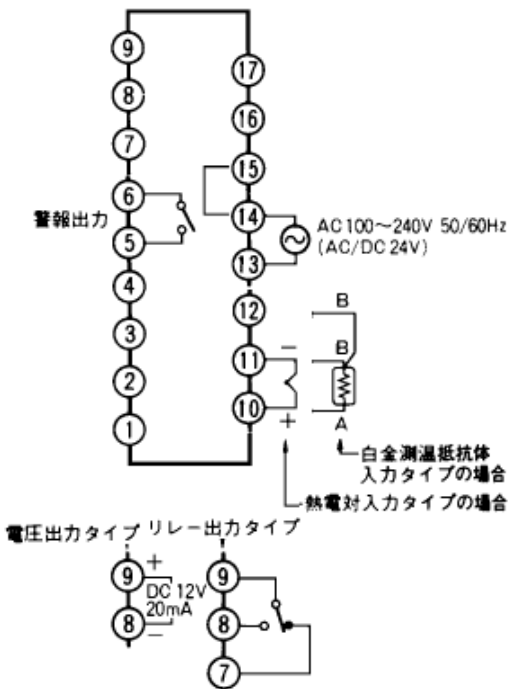 9
8
7
6
警報出力
5
4
3
2
1
17
16
15
14
AC100～240V 50/60Hz
(AC/DC 24V)
13
12
11
10
B
－
B
＋
A
白金測温抵抗体
入力タイプの場合
熱電対入力タイプの場合
電圧出力タイプ
リレー出力タイプ
9
＋
DC 12V
20mA
8
－
9
8
7